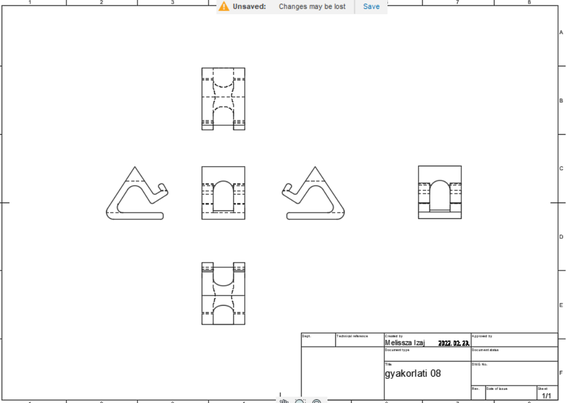 Unsaved: Changes may be lost Save
1 2 3 4 5 7 8
A
B
C
D
E
F
Dept. Technical reference Created by Approved by
Melissza Izaj 2022. 02. 23.
Document type Document status
Title DWG No.
gyakorlati 08
Rev. Date of issue Sheet
1/1